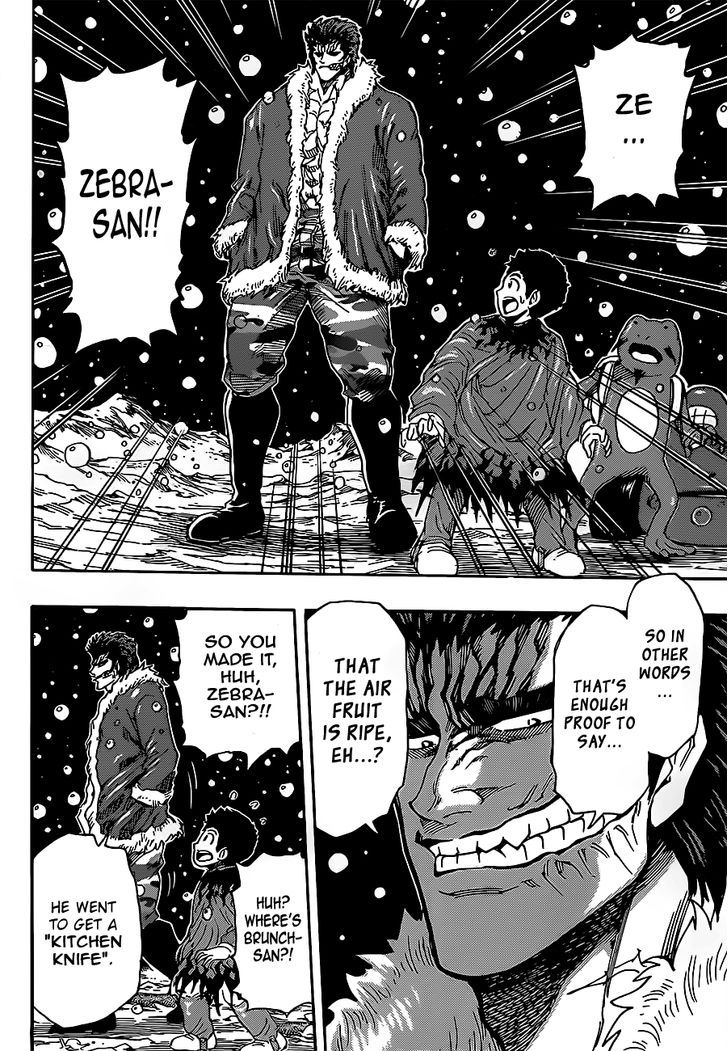 ZE
...
ZEBRA-
SAN!!
SO IN
OTHER
WORDS
...
THAT'S
ENOUGH
PROOF TO
SAY...
THAT
THE AIR
FRUIT
IS RIPE,
EH...?
SO YOU
MADE IT,
HUH,
ZEBRA-
SAN?!!
HUH?
WHERE'S
BRUNCH-
SAN?!
HE WENT
TO GET A
"KITCHEN
KNIFE".